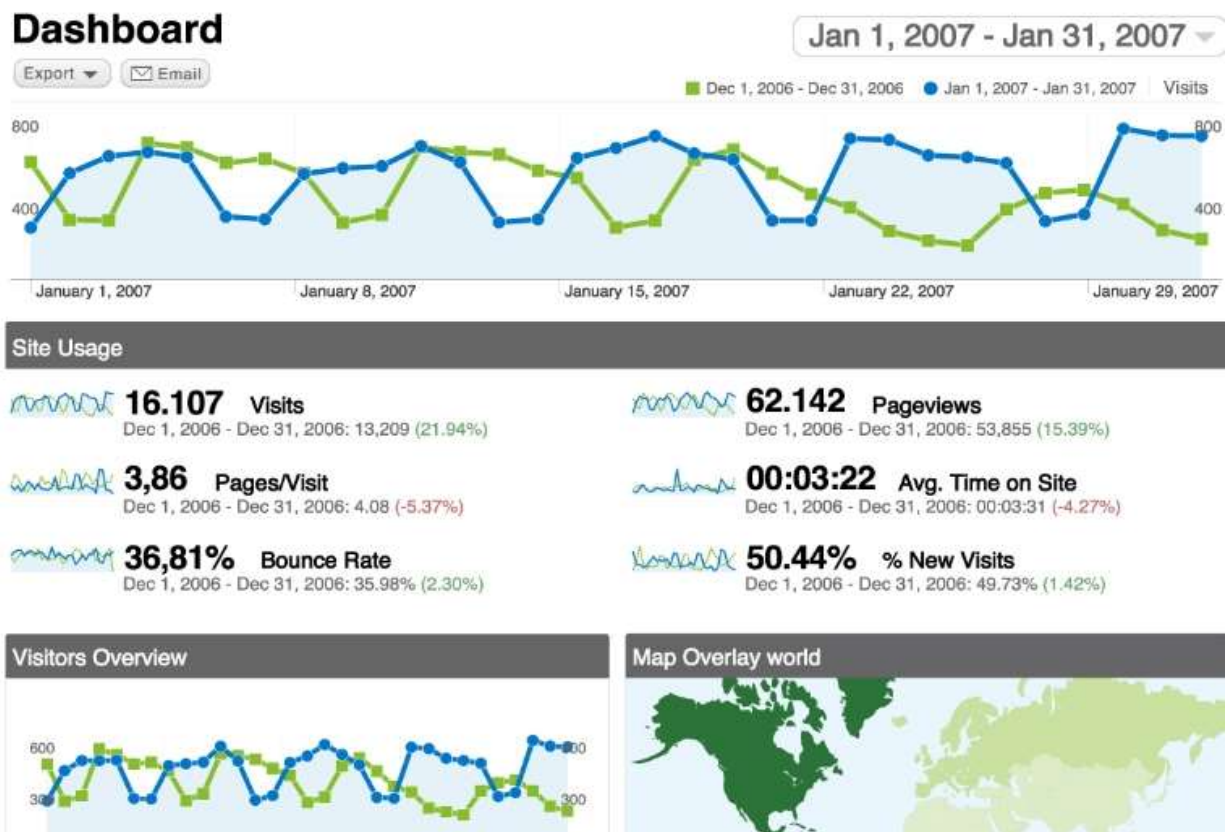 Dashboard
Jan 1, 2007 - Jan 31, 2007
Export
Email
Dec 1, 2006 - Dec 31, 2006
Jan 1, 2007 - Jan 31, 2007
Visits
800
800
400
400
January 1, 2007
January 8, 2007
January 15, 2007
January 22, 2007
January 29, 2007
Site Usage
16.107 Visits
Dec 1, 2006 - Dec 31, 2006: 13,209 (21.94%)
62.142 Pageviews
Dec 1, 2006 - Dec 31, 2006: 53,855 (15.39%)
3,86 Pages/Visit
Dec 1, 2006 - Dec 31, 2006: 4.08 (-5.37%)
00:03:22 Avg. Time on Site
Dec 1, 2006 - Dec 31, 2006: 00:03:31 (-4.27%)
36,81% Bounce Rate
Dec 1, 2006 - Dec 31, 2006: 35.98% (2.30%)
50.44% % New Visits
Dec 1, 2006 - Dec 31, 2006: 49.73% (1.42%)
Visitors Overview
600
600
300
300
Map Overlay world